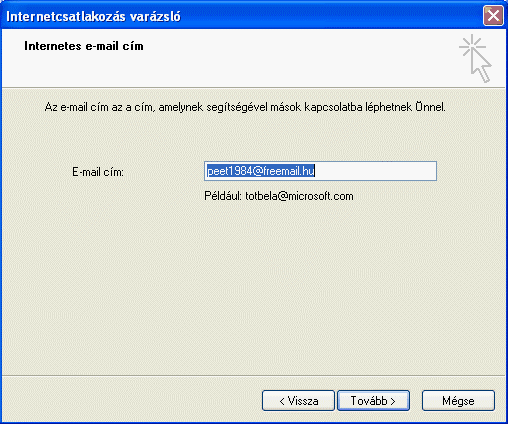 Internetcsatlakozás varázsló
Internetes e-mail cím
Az e-mail cím az a cím, amelynek segítségével mások kapcsolatba léphetnek Önnel.
E-mail cím: peet1984@freemail.hu
Például: totbela@microsoft.com
< Vissza Tovább > Mégse